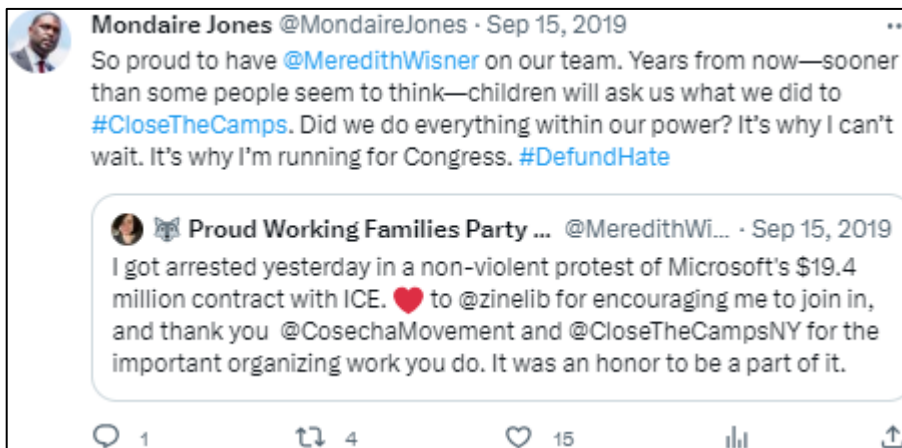 Mondaire Jones @MondaireJones · Sep 15, 2019
So proud to have @MeredithWisner on our team. Years from now—sooner
than some people seem to think—children will ask us what we did to
#CloseTheCamps. Did we do everything within our power? It's why I can't
wait. It's why I'm running for Congress. #DefundHate
Proud Working Families Party ... @MeredithWi... · Sep 15, 2019
I got arrested yesterday in a non-violent protest of Microsoft's $19.4
million contract with ICE. ❤️ to @zinelib for encouraging me to join in,
and thank you @CosechaMovement and @CloseTheCampsNY for the
important organizing work you do. It was an honor to be a part of it.
1 4 15